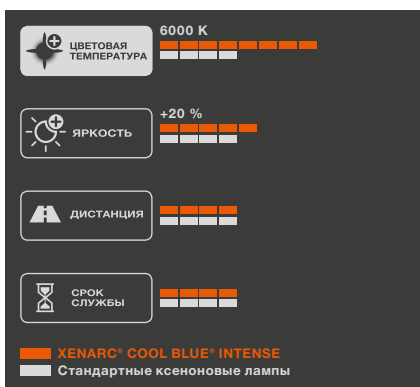 6000 K
ЦВЕТОВАЯ
ТЕМПЕРАТУРА
+20 %
ЯРКОСТЬ
ДИСТАНЦИЯ
СРОК
СЛУЖБЫ
XENARC® COOL BLUE® INTENSE
Стандартные ксеноновые лампы